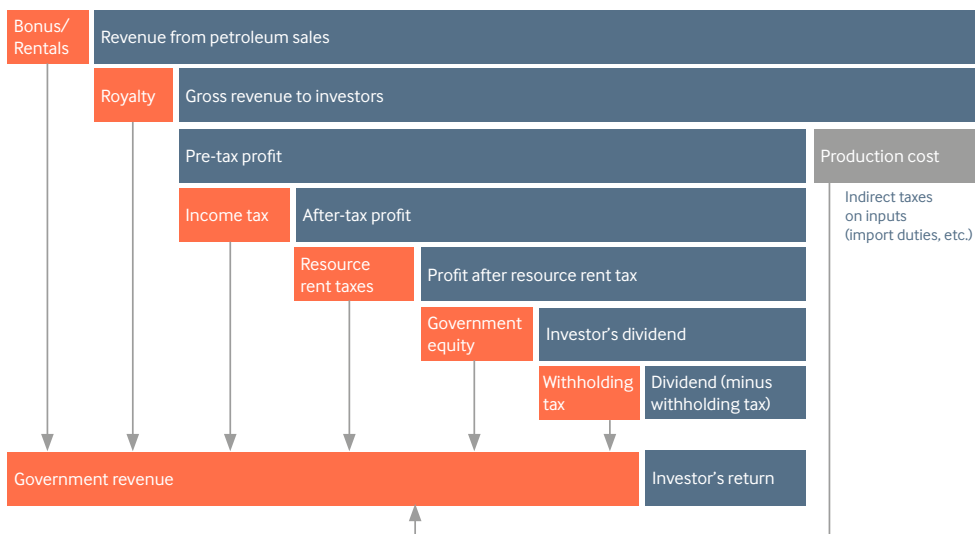 Bonus/
Rentals
Revenue from petroleum sales
Royalty
Gross revenue to investors
Pre-tax profit
Production cost
Income tax
After-tax profit
Indirect taxes
on inputs
(import duties, etc.)
Resource
rent taxes
Profit after resource rent tax
Government
equity
Investor’s dividend
Withholding
tax
Dividend (minus
withholding tax)
Government revenue
Investor’s return